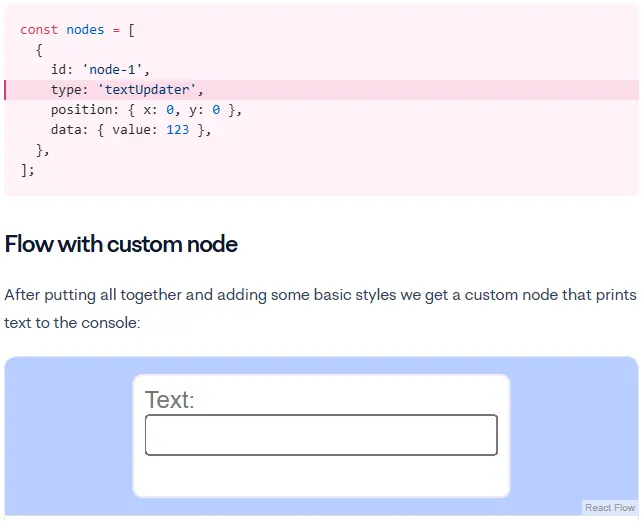 const nodes = [
  {
    id: 'node-1',
    type: 'textUpdater',
    position: { x: 0, y: 0 },
    data: { value: 123 },
  },
];
Flow with custom node
After putting all together and adding some basic styles we get a custom node that prints
text to the console:
Text:
React Flow